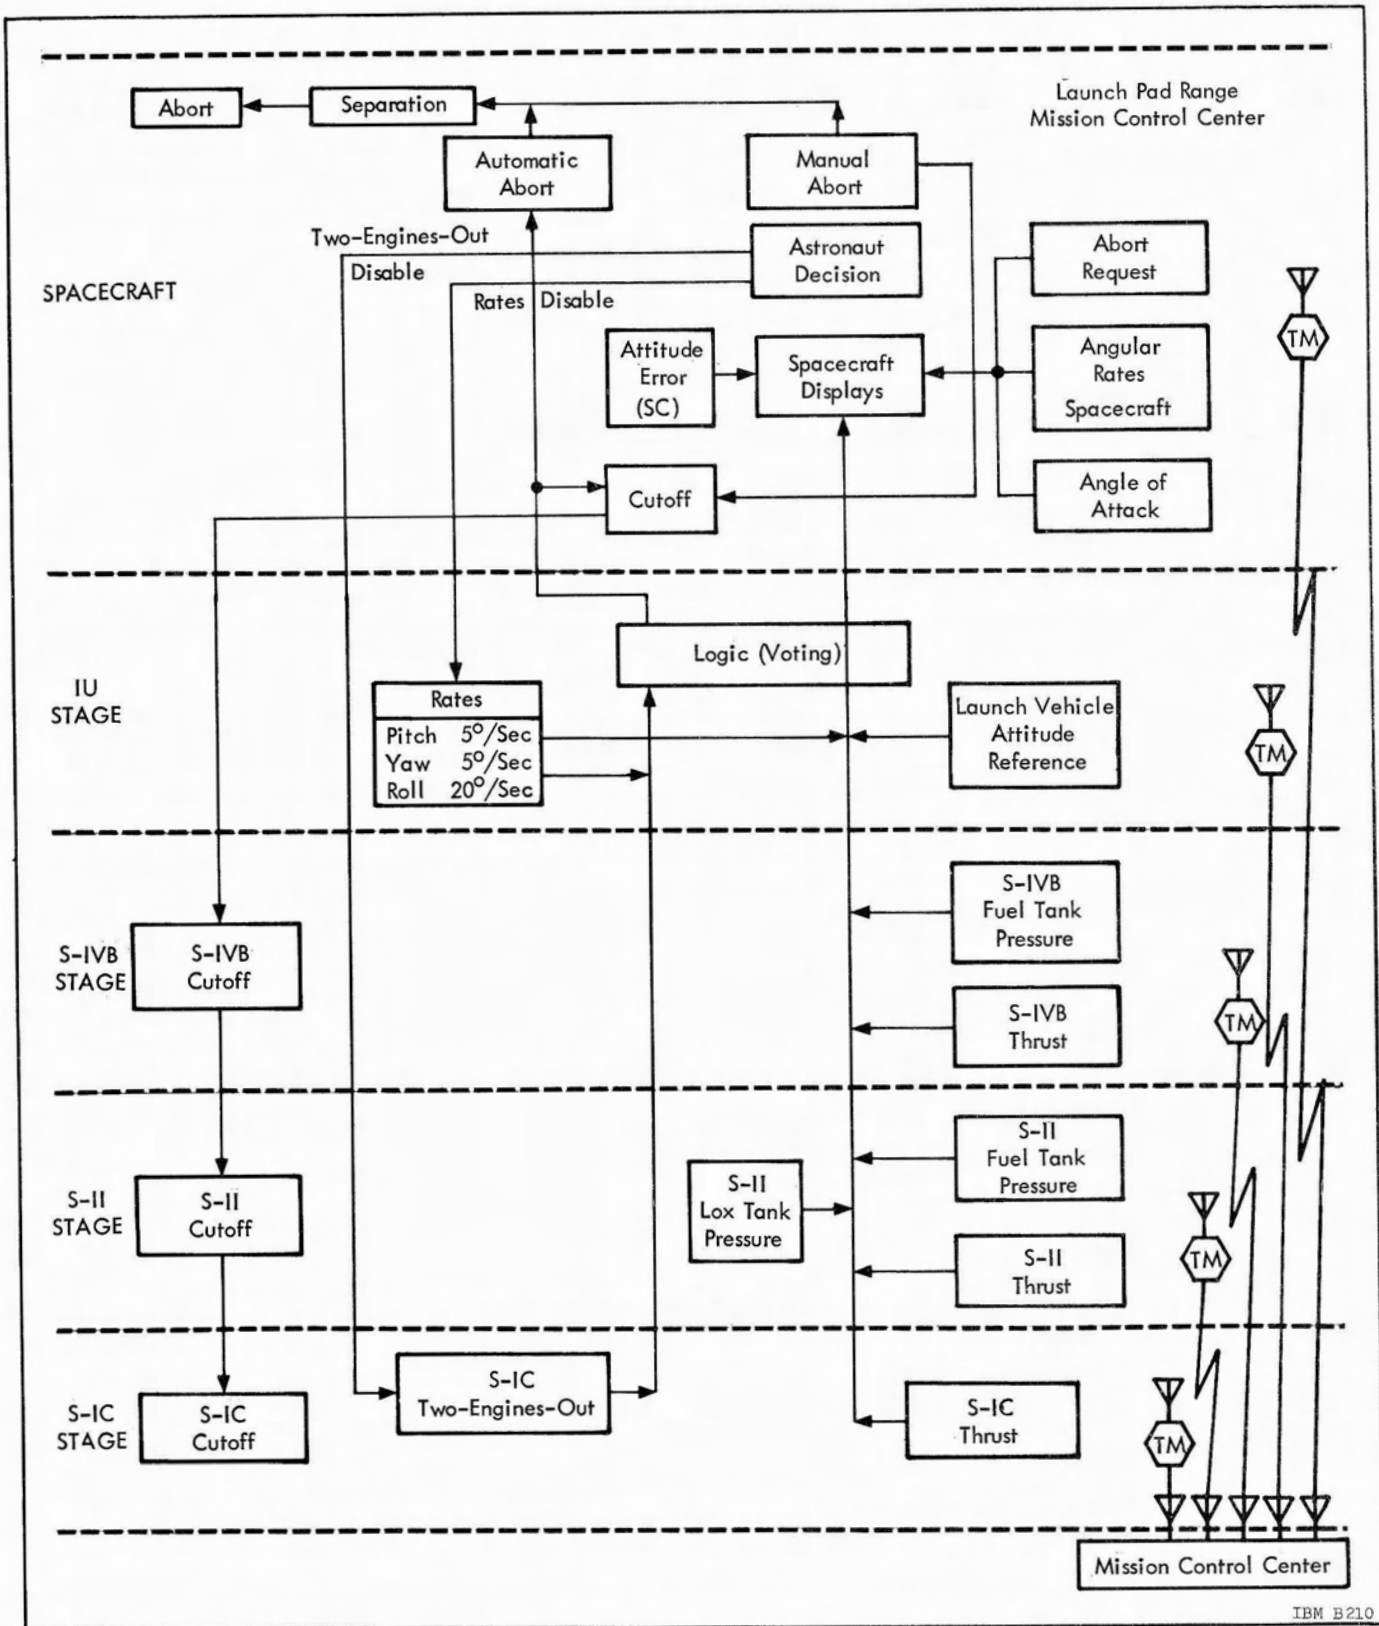 Launch Pad Range
Mission Control Center
Abort
Separation
Automatic
Abort
Manual
Abort
Two-Engines-Out
Disable
Astronaut
Decision
Rates Disable
Abort
Request
SPACECRAFT
TM
Attitude
Error
(SC)
Spacecraft
Displays
Angular
Rates
Spacecraft
Cutoff
Angle of
Attack
Logic (Voting)
IU
STAGE
Rates
Pitch 5°/Sec
Yaw 5°/Sec
Roll 20°/Sec
Launch Vehicle
Attitude
Reference
TM
S-IVB
Fuel Tank
Pressure
S-IVB
STAGE
S-IVB
Cutoff
S-IVB
Thrust
TM
S-II
Fuel Tank
Pressure
S-II
STAGE
S-II
Cutoff
S-II
Lox Tank
Pressure
S-II
Thrust
TM
S-IC
STAGE
S-IC
Cutoff
S-IC
Two-Engines-Out
S-IC
Thrust
TM
Mission Control Center
IBM B210